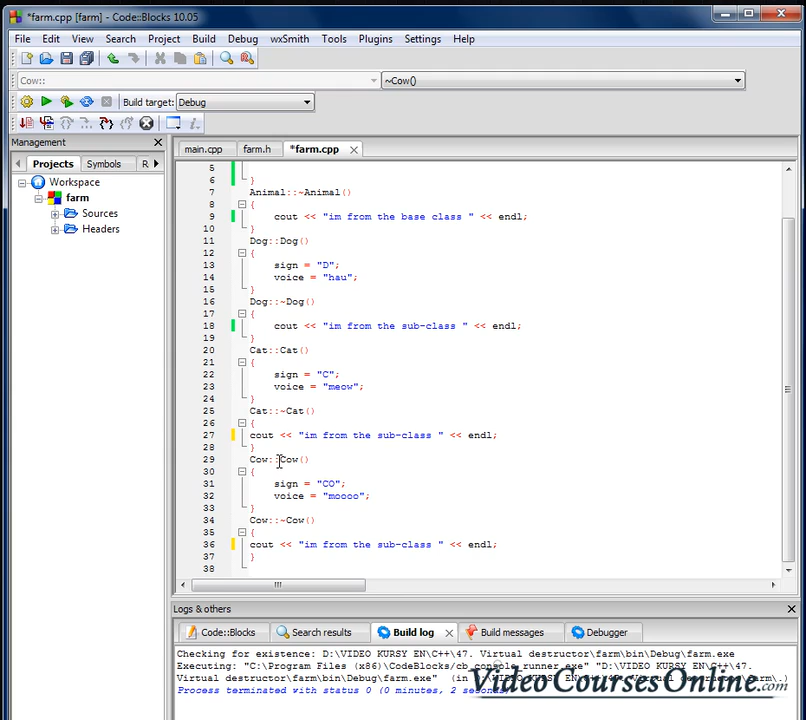 *farm.cpp [farm] - Code::Blocks 10.05
File Edit View Search Project Build Debug wxSmith Tools Plugins Settings Help
Cow:: ~Cow()
Build target: Debug
Management
main.cpp farm.h *farm.cpp
Projects Symbols R
Workspace
farm
Sources
Headers
5
6 }
7 Animal::~Animal()
8 {
9 cout << "im from the base class " << endl;
10 }
11 Dog::Dog()
12 {
13 sign = "D";
14 voice = "hau";
15 }
16 Dog::~Dog()
17 {
18 cout << "im from the sub-class " << endl;
19 }
20 Cat::Cat()
21 {
22 sign = "C";
23 voice = "meow";
24 }
25 Cat::~Cat()
26 {
27 cout << "im from the sub-class " << endl;
28 }
29 Cow::Cow()
30 {
31 sign = "CO";
32 voice = "moooo";
33 }
34 Cow::~Cow()
35 {
36 cout << "im from the sub-class " << endl;
37 }
38
Logs & others
Code::Blocks Search results Build log Build messages Debugger
Checking for existence: D:\VIDEO KURSY EN\C++\47. Virtual destructor\farm\bin\Debug\farm.exe
Executing: "C:\Program Files (x86)\CodeBlocks/cb_console_runner.exe" "D:\VIDEO KURSY EN\C++\47.
Virtual destructor\farm\bin\Debug\farm.exe" (in D:\VIDEO KURSY EN\C++\47. Virtual destructor\farm\.)
Process terminated with status 0 (0 minutes, 2 seconds)
VideoCoursesOnline.com